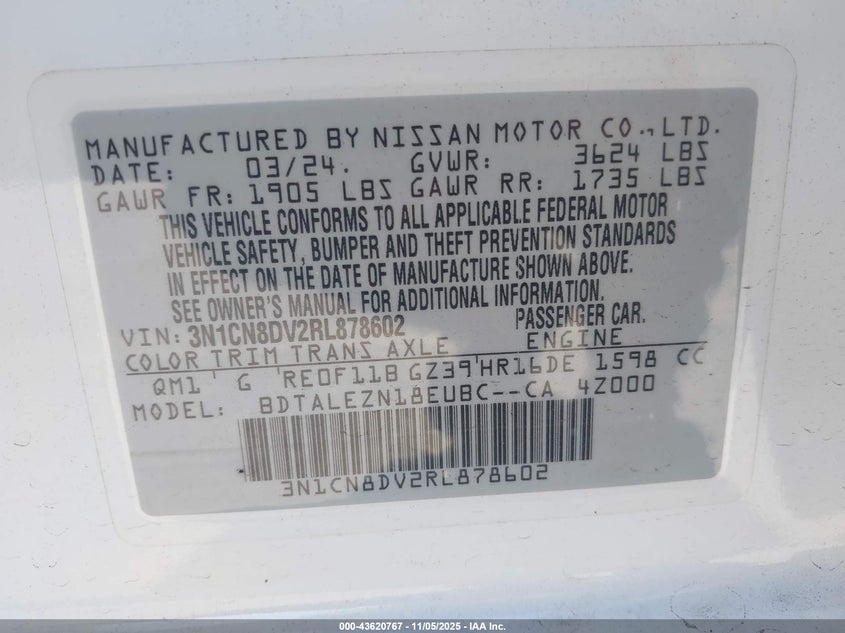 MANUFACTURED BY NISSAN MOTOR CO., LTD.
DATE: 03/24. GVWR: 3624 LBS
GAWR FR: 1905 LBS GAWR RR: 1735 LBS
THIS VEHICLE CONFORMS TO ALL APPLICABLE FEDERAL MOTOR
VEHICLE SAFETY, BUMPER AND THEFT PREVENTION STANDARDS
IN EFFECT ON THE DATE OF MANUFACTURE SHOWN ABOVE.
SEE OWNER'S MANUAL FOR ADDITIONAL INFORMATION.
VIN: 3N1CN8DV2RL878602 PASSENGER CAR.
COLOR TRIM TRANS AXLE ENGINE
QM1 G RE0F11B GZ39 HR16DE 1598 CC
MODEL: BDTALEZN18EUBC--CA 4Z000
3N1CN8DV2RL878602
000-43620767 - 11/05/2025 - IAA Inc.